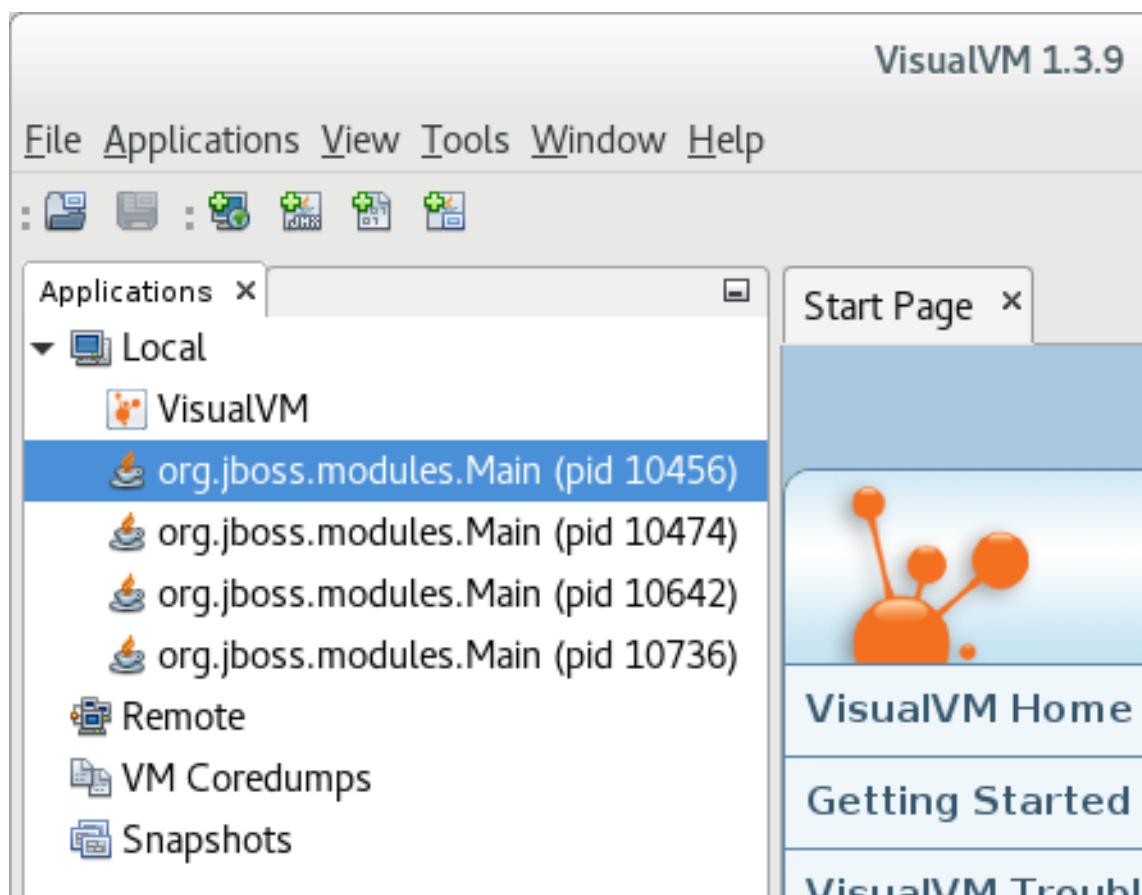 VisualVM 1.3.9
File Applications View Tools Window Help
JMX
Applications
Start Page
Local
VisualVM
org.jboss.modules.Main (pid 10456)
org.jboss.modules.Main (pid 10474)
org.jboss.modules.Main (pid 10642)
org.jboss.modules.Main (pid 10736)
Remote
VM Coredumps
Snapshots
VisualVM Home
Getting Started
VisualVM